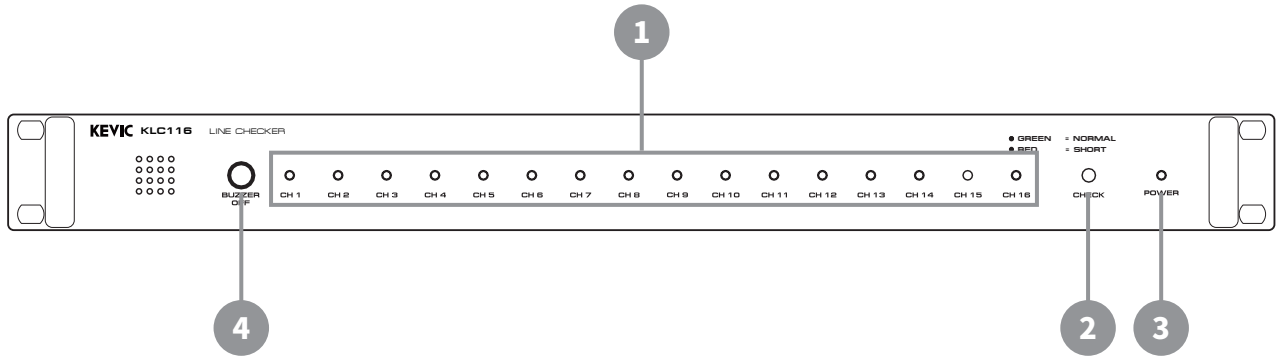 1
KEVIC KLC116 LINE CHECKER
GREEN = NORMAL
RED = SHORT
BUZZER
OFF
CH 1 CH 2 CH 3 CH 4 CH 5 CH 6 CH 7 CH 8 CH 9 CH 10 CH 11 CH 12 CH 13 CH 14 CH 15 CH 16
CHECK
POWER
4
2
3